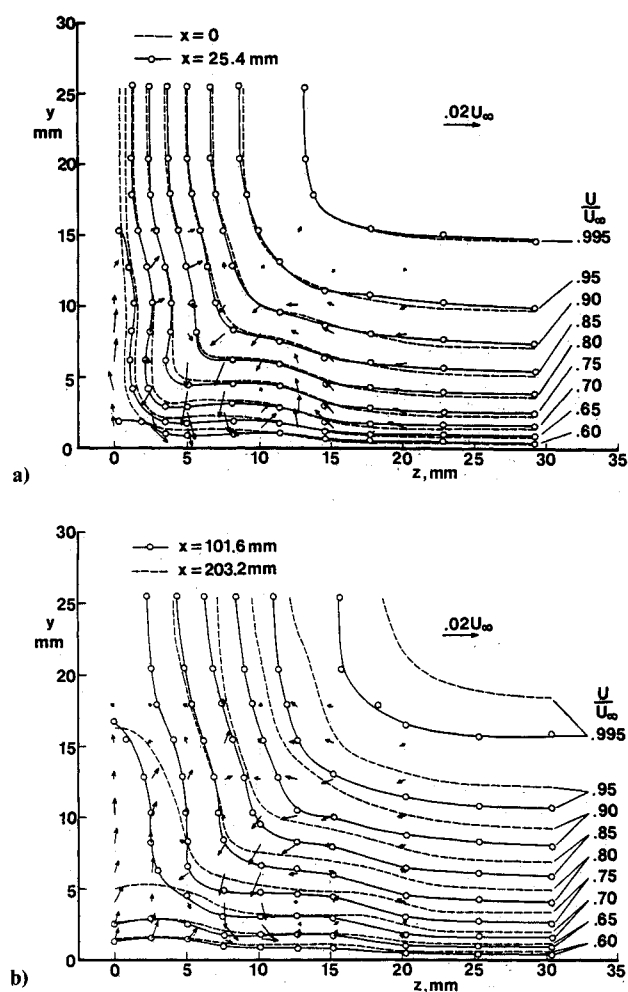 a)
30
25
20
15
10
5
0
y
mm
x = 0
x = 25.4 mm
.02U∞
U
U∞
.995
.95
.90
.85
.80
.75
.70
.65
.60
0 5 10 15 20 25 30 35
z, mm
b)
30
25
20
15
10
5
0
y
mm
x = 101.6 mm
x = 203.2mm
.02U∞
U
U∞
.995
.95
.90
.85
.80
.75
.70
.65
.60
0 5 10 15 20 25 30 35
z, mm